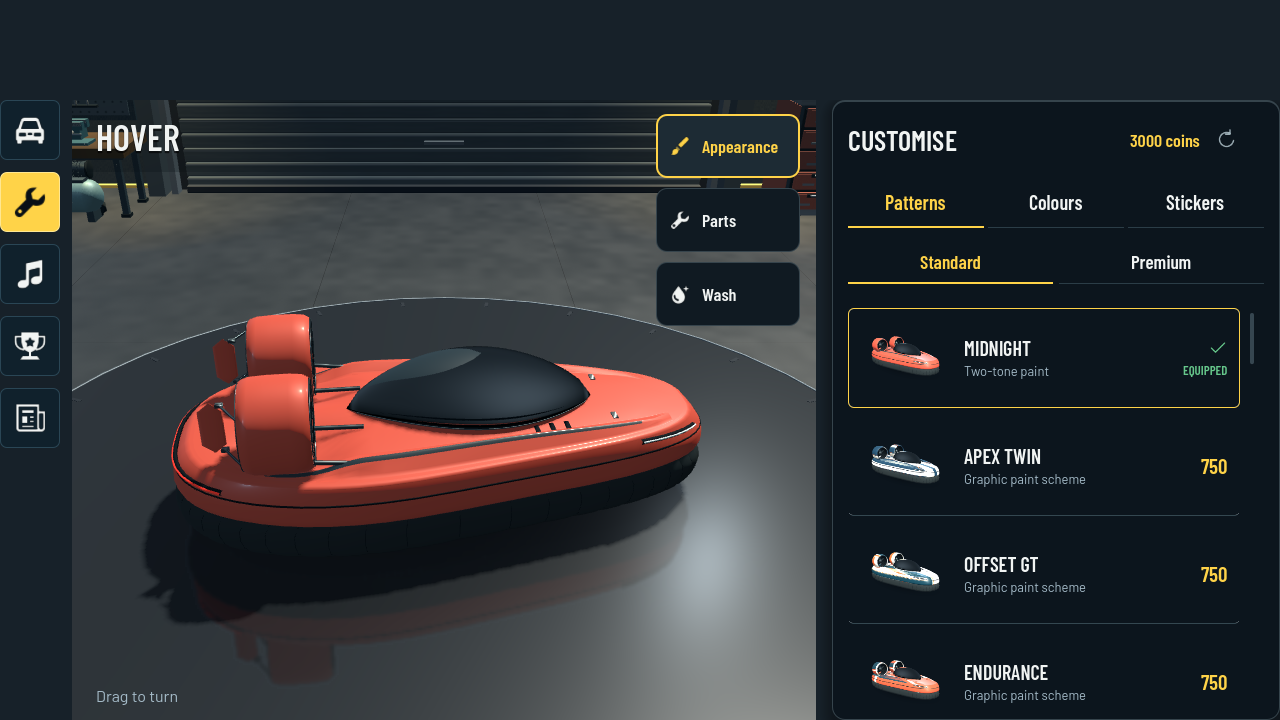 HOVER
Appearance
Parts
Wash
Drag to turn
CUSTOMISE
3000 coins
Patterns
Colours
Stickers
Standard
Premium
MIDNIGHT
Two-tone paint
EQUIPPED
APEX TWIN
Graphic paint scheme
750
OFFSET GT
Graphic paint scheme
750
ENDURANCE
Graphic paint scheme
750